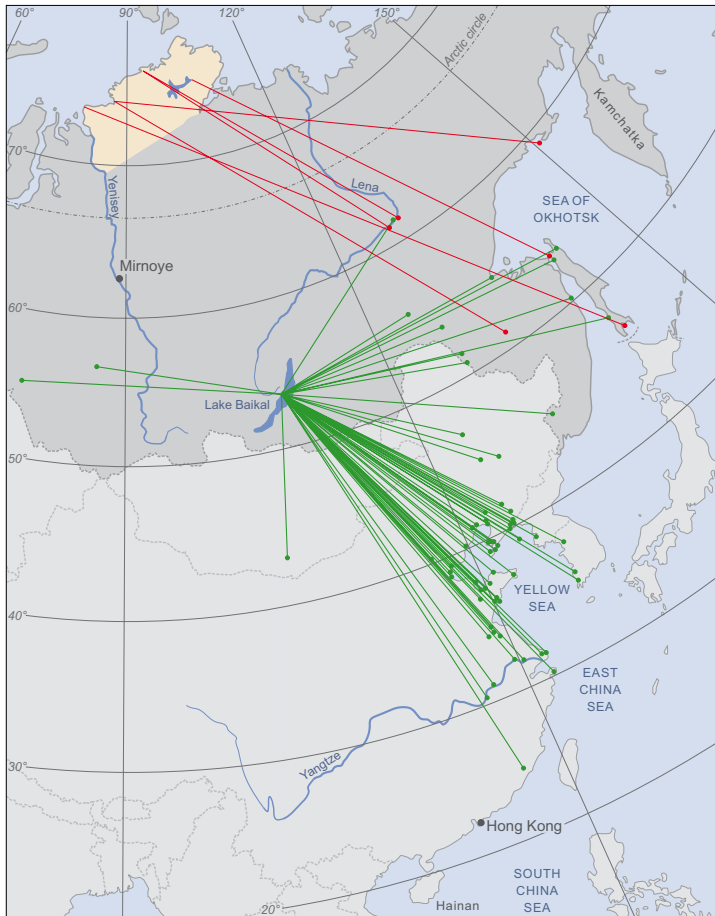 60°
90°
120°
150°
Arctic circle
Kamchatka
70°
Yenisey
Lena
SEA OF
OKHOTSK
Mirnoye
60°
Lake Baikal
50°
40°
YELLOW
SEA
EAST
CHINA
SEA
30°
Yangtze
Hong Kong
SOUTH
CHINA
SEA
Hainan
20°